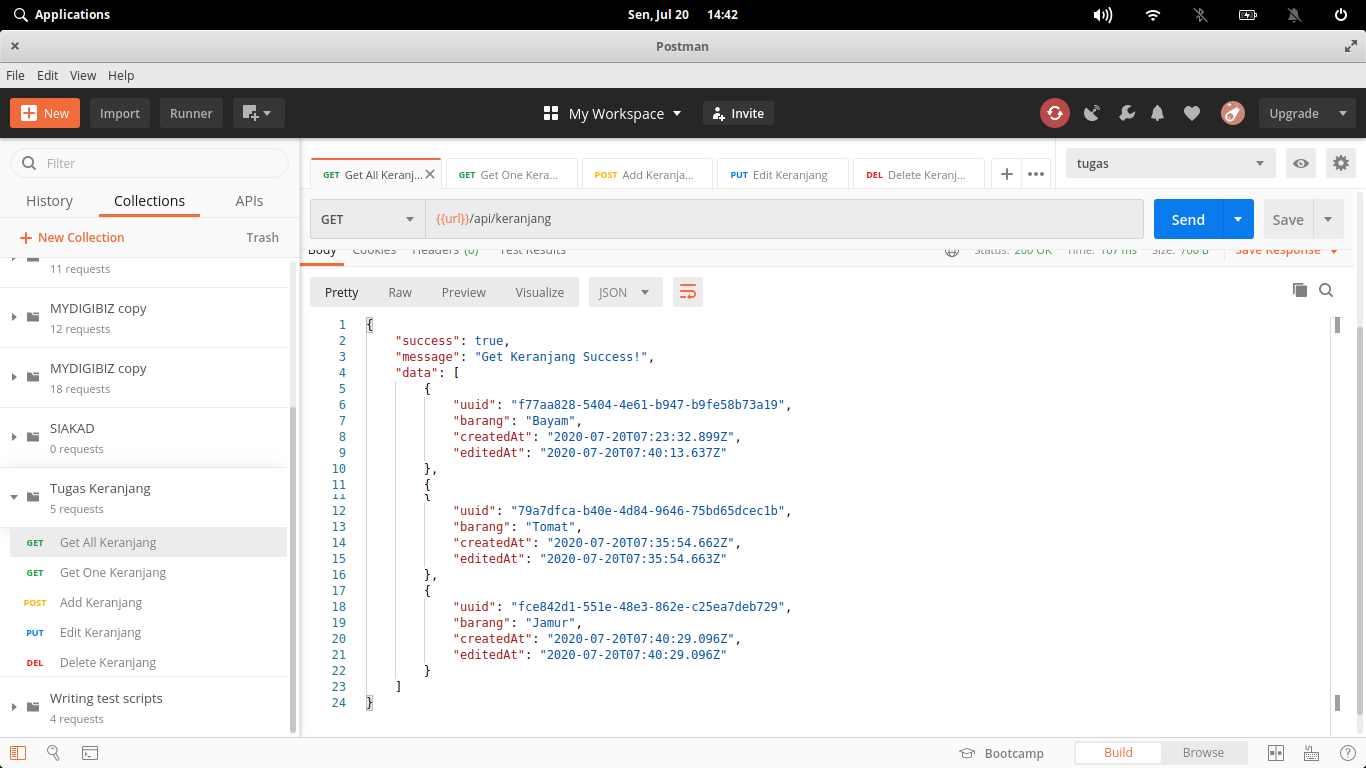 Applications
Sen, Jul 20 14:42
Postman
File Edit View Help
New Import Runner
My Workspace Invite
Upgrade
Filter
History Collections APIs
New Collection Trash
11 requests
MYDIGIBIZ copy
12 requests
MYDIGIBIZ copy
18 requests
SIAKAD
0 requests
Tugas Keranjang
5 requests
GET Get All Keranjang
GET Get One Keranjang
POST Add Keranjang
PUT Edit Keranjang
DEL Delete Keranjang
Writing test scripts
4 requests
GET Get All Keranj... GET Get One Kera... POST Add Keranja... PUT Edit Keranjang DEL Delete Keranj...
tugas
GET {{url}}/api/keranjang Send Save
Body Cookies Headers (6) Test Results Status: 200 OK Time: 107 ms Size: 700 B Save Response
Pretty Raw Preview Visualize JSON
1 {
2 "success": true,
3 "message": "Get Keranjang Success!",
4 "data": [
5 {
6 "uuid": "f77aa828-5404-4e61-b947-b9fe58b73a19",
7 "barang": "Bayam",
8 "createdAt": "2020-07-20T07:23:32.899Z",
9 "editedAt": "2020-07-20T07:40:13.637Z"
10 },
11 {
11 {
12 "uuid": "79a7dfca-b40e-4d84-9646-75bd65dcec1b",
13 "barang": "Tomat",
14 "createdAt": "2020-07-20T07:35:54.662Z",
15 "editedAt": "2020-07-20T07:35:54.663Z"
16 },
17 {
18 "uuid": "fce842d1-551e-48e3-862e-c25ea7deb729",
19 "barang": "Jamur",
20 "createdAt": "2020-07-20T07:40:29.096Z",
21 "editedAt": "2020-07-20T07:40:29.096Z"
22 }
23 ]
24 }
Bootcamp Build Browse